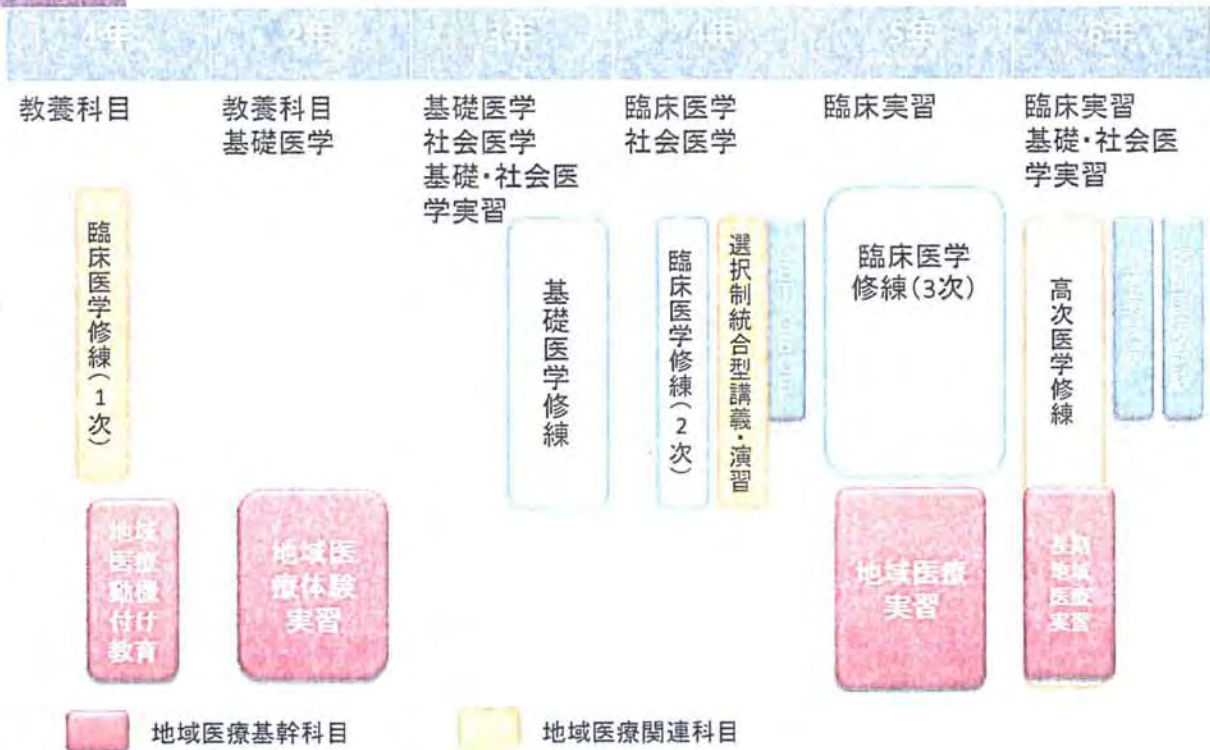 1年
2年
3年
4年
5年
6年
教養科目
教養科目
基礎医学
基礎医学
社会医学
基礎・社会医
学実習
臨床医学
社会医学
臨床実習
臨床実習
基礎・社会医
学実習
臨床医学修練(1次)
基礎医学修練
臨床医学修練(2次)
選択制統合型講義・演習
臨床医学
修練(3次)
高次医学修練
地域
医療
動機
付け
教育
地域医
療体験
実習
地域医療
実習
長期
地域
医療
実習
地域医療基幹科目
地域医療関連科目